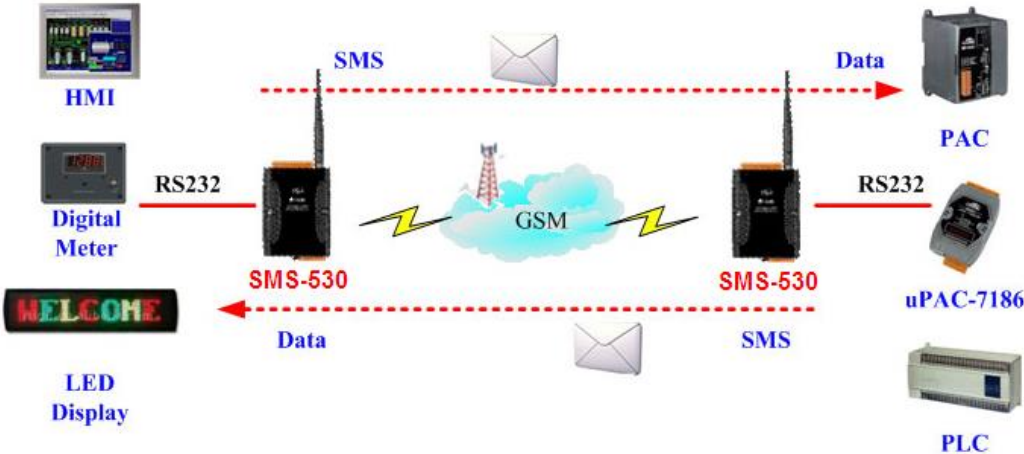 SMS
Data
HMI
PAC
RS232
RS232
Digital
Meter
GSM
SMS-530
SMS-530
uPAC-7186
WELCOME
Data
SMS
LED
Display
PLC